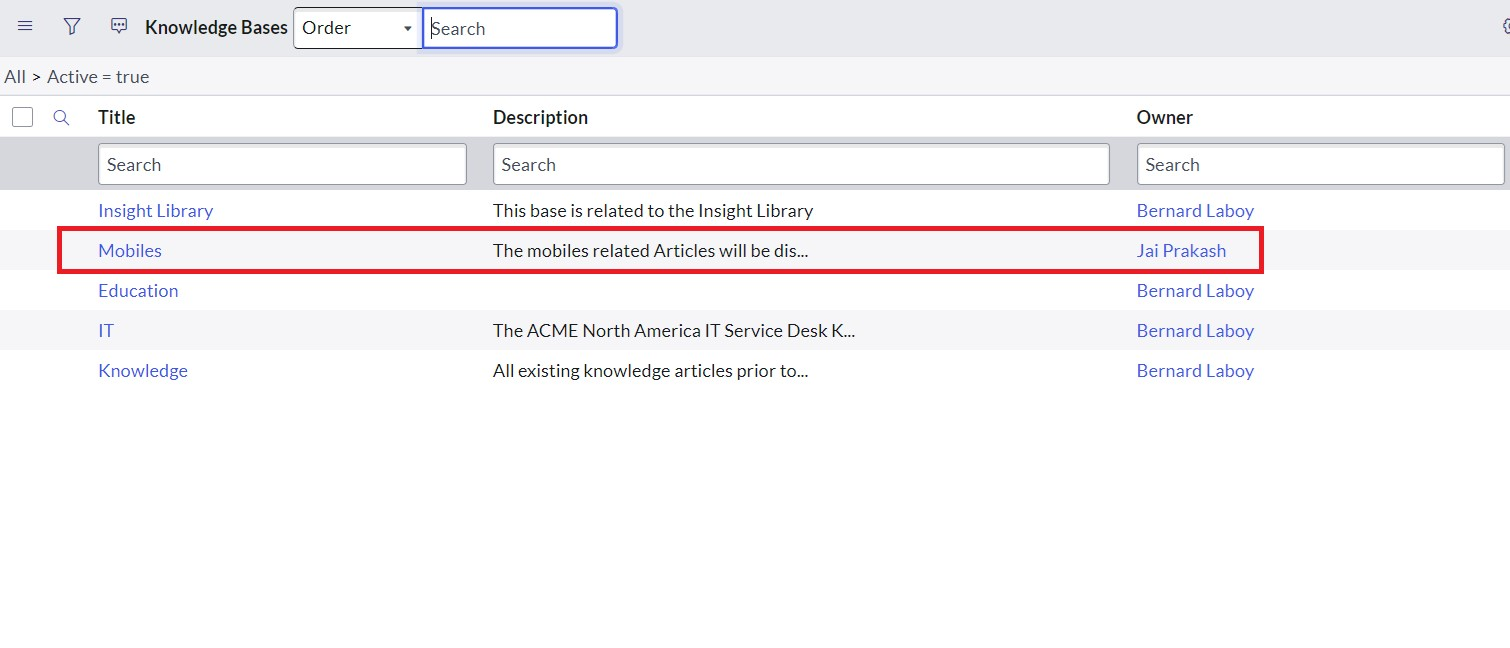 Knowledge Bases Order Search
All > Active = true
Title Description Owner
Search Search Search
Insight Library This base is related to the Insight Library Bernard Laboy
Mobiles The mobiles related Articles will be dis... Jai Prakash
Education Bernard Laboy
IT The ACME North America IT Service Desk K... Bernard Laboy
Knowledge All existing knowledge articles prior to... Bernard Laboy